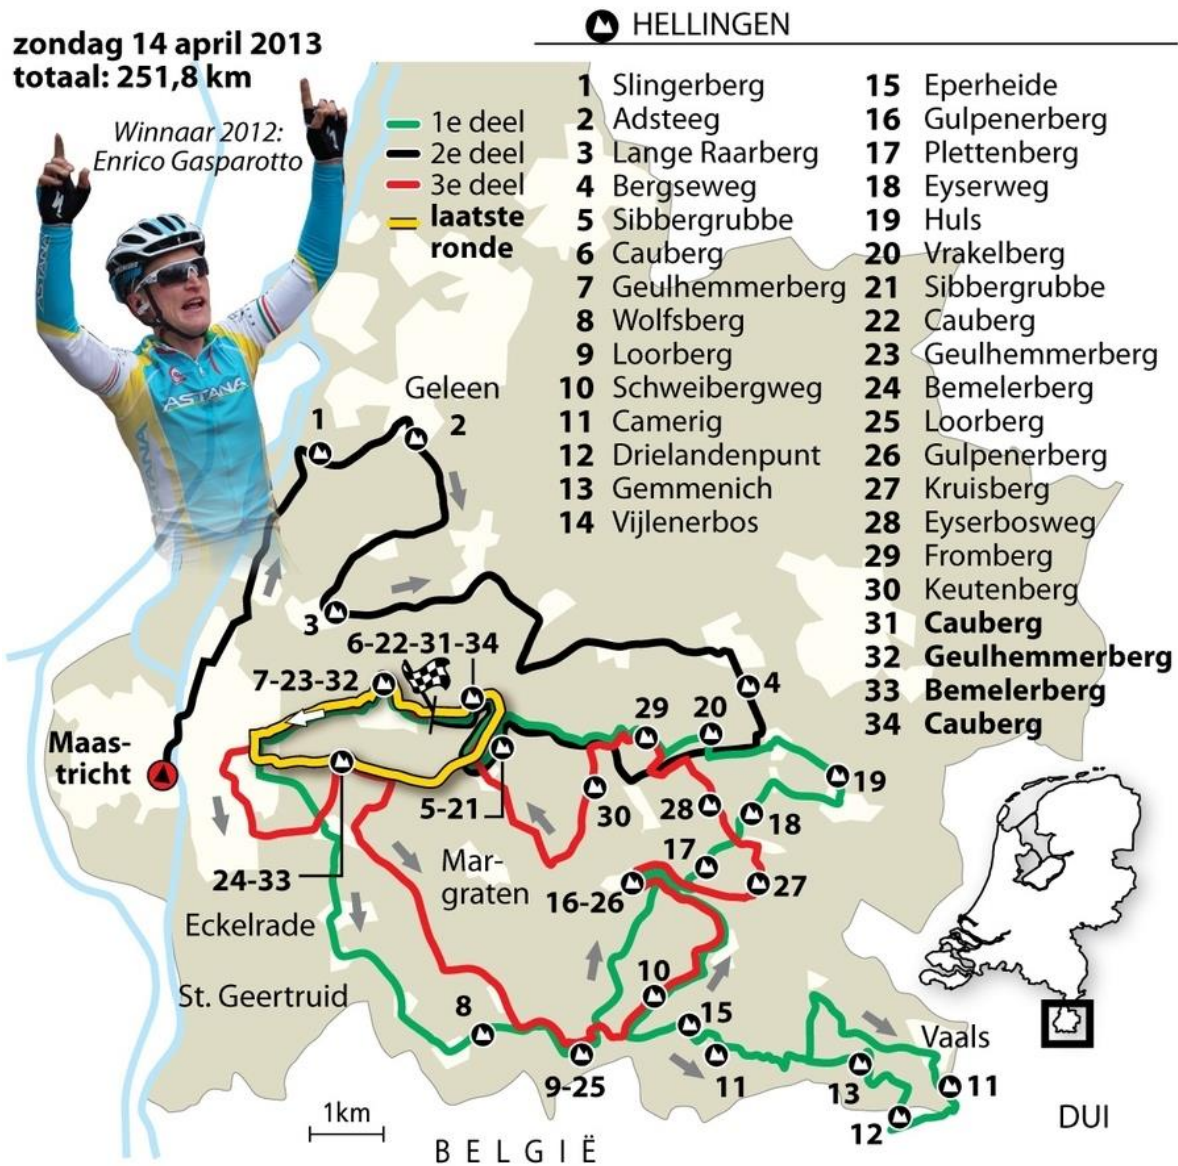 zondag 14 april 2013
totaal: 251,8 km
Winnaar 2012:
Enrico Gasparotto
ASTANA
1e deel
2e deel
3e deel
laatste
ronde
HELLINGEN
1 Slingerberg
2 Adsteeg
3 Lange Raarberg
4 Bergseweg
5 Sibbergrubbe
6 Cauberg
7 Geulhemmerberg
8 Wolfsberg
9 Loorberg
10 Schweibergweg
11 Camerig
12 Drielandenpunt
13 Gemmenich
14 Vijlenerbos
15 Eperheide
16 Gulpenerberg
17 Plettenberg
18 Eyserweg
19 Huls
20 Vrakelberg
21 Sibbergrubbe
22 Cauberg
23 Geulhemmerberg
24 Bemelerberg
25 Loorberg
26 Gulpenerberg
27 Kruisberg
28 Eyserbosweg
29 Fromberg
30 Keutenberg
31 Cauberg
32 Geulhemmerberg
33 Bemelerberg
34 Cauberg
Geleen
1
2
3
6-22-31-34
7-23-32
4
29
20
Maas-
tricht
19
5-21
30
28
18
24-33
Mar-
graten
17
16-26
27
Eckelrade
10
St. Geertruid
8
15
Vaals
9-25
11
13
11
12
1km
DUI
BELGIË